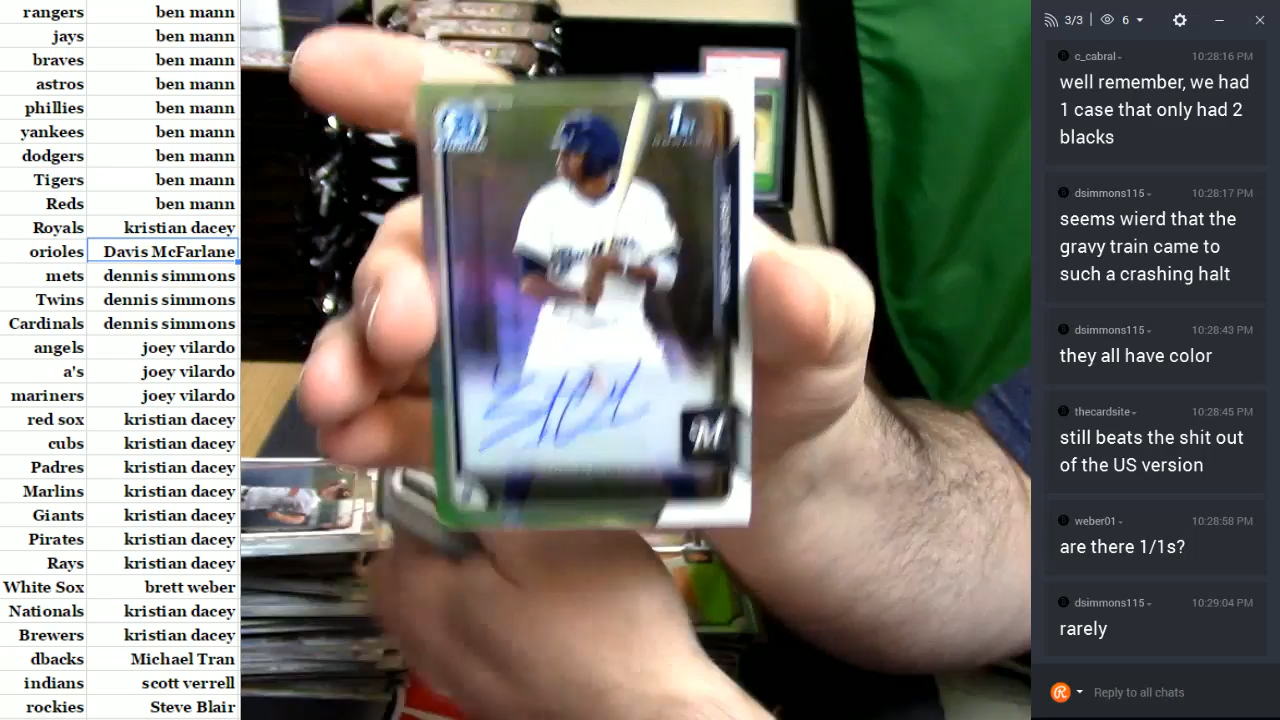 rangers ben mann
jays ben mann
braves ben mann
astros ben mann
phillies ben mann
yankees ben mann
dodgers ben mann
Tigers ben mann
Reds ben mann
Royals kristian dacey
orioles Davis McFarlane
mets dennis simmons
Twins dennis simmons
Cardinals dennis simmons
angels joey vilardo
a's joey vilardo
mariners joey vilardo
red sox kristian dacey
cubs kristian dacey
Padres kristian dacey
Marlins kristian dacey
Giants kristian dacey
Pirates kristian dacey
Rays kristian dacey
White Sox brett weber
Nationals kristian dacey
Brewers kristian dacey
dbacks Michael Tran
indians scott verrell
rockies Steve Blair
1st
M
3/3 6
c_cabral 10:28:16 PM
well remember, we had
1 case that only had 2
blacks
dsimmons115 10:28:17 PM
seems wierd that the
gravy train came to
such a crashing halt
dsimmons115 10:28:43 PM
they all have color
thecardsite 10:28:45 PM
still beats the shit out
of the US version
weber01 10:28:58 PM
are there 1/1s?
dsimmons115 10:29:04 PM
rarely
Reply to all chats